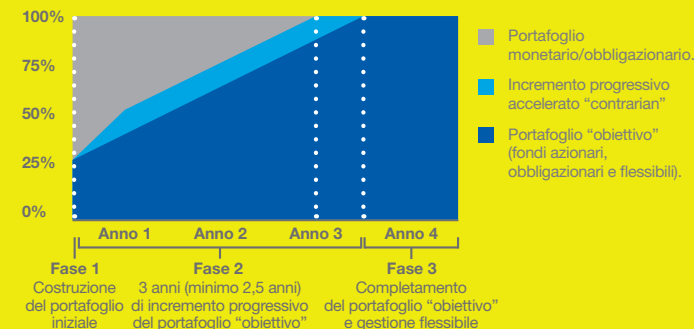 100%
75%
50%
25%
0%
Portafoglio
monetario/obbligazionario.
Incremento progressivo
accelerato “contrarian”
Portafoglio “obiettivo”
(fondi azionari,
obbligazionari e flessibili).
Anno 1 Anno 2 Anno 3 Anno 4
Fase 1
Costruzione
del portafoglio
iniziale
Fase 2
3 anni (minimo 2,5 anni)
di incremento progressivo
del portafoglio “obiettivo”
Fase 3
Completamento
del portafoglio “obiettivo”
e gestione flessibile